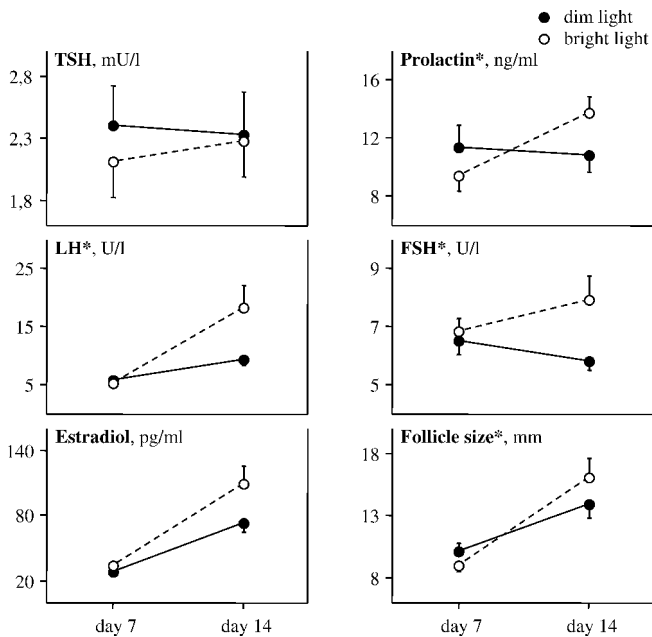 dim light
bright light
TSH, mU/l
2,8
2,3
1,8
Prolactin*, ng/ml
16
12
8
LH*, U/l
25
15
5
FSH*, U/l
9
7
5
Estradiol, pg/ml
140
80
20
day 7
day 14
Follicle size*, mm
18
13
8
day 7
day 14